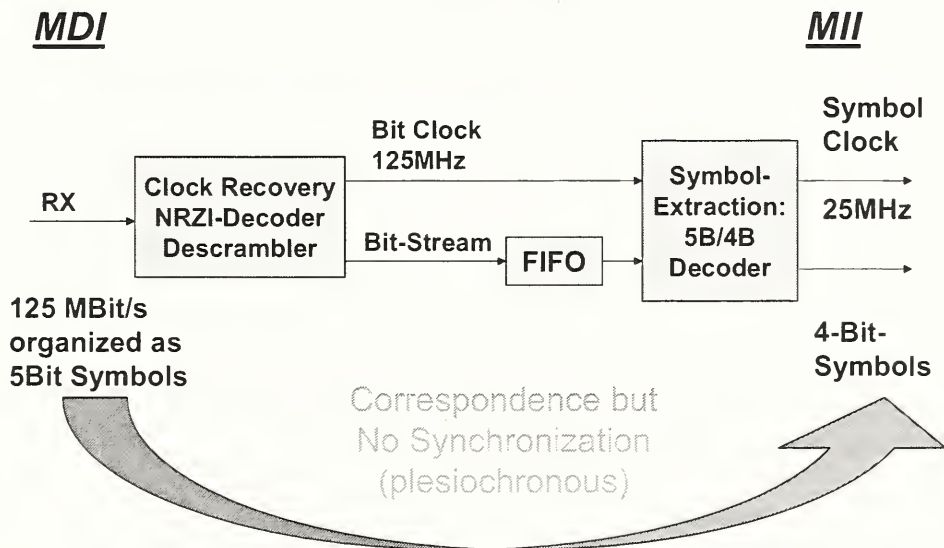 MDI
MII
Bit Clock
125MHz
Symbol
Clock
RX
Clock Recovery
NRZI-Decoder
Descrambler
Symbol-
Extraction:
5B/4B
Decoder
25MHz
Bit-Stream
FIFO
125 MBit/s
organized as
5Bit Symbols
4-Bit-
Symbols
Correspondence but
No Synchronization
(plesiochronous)